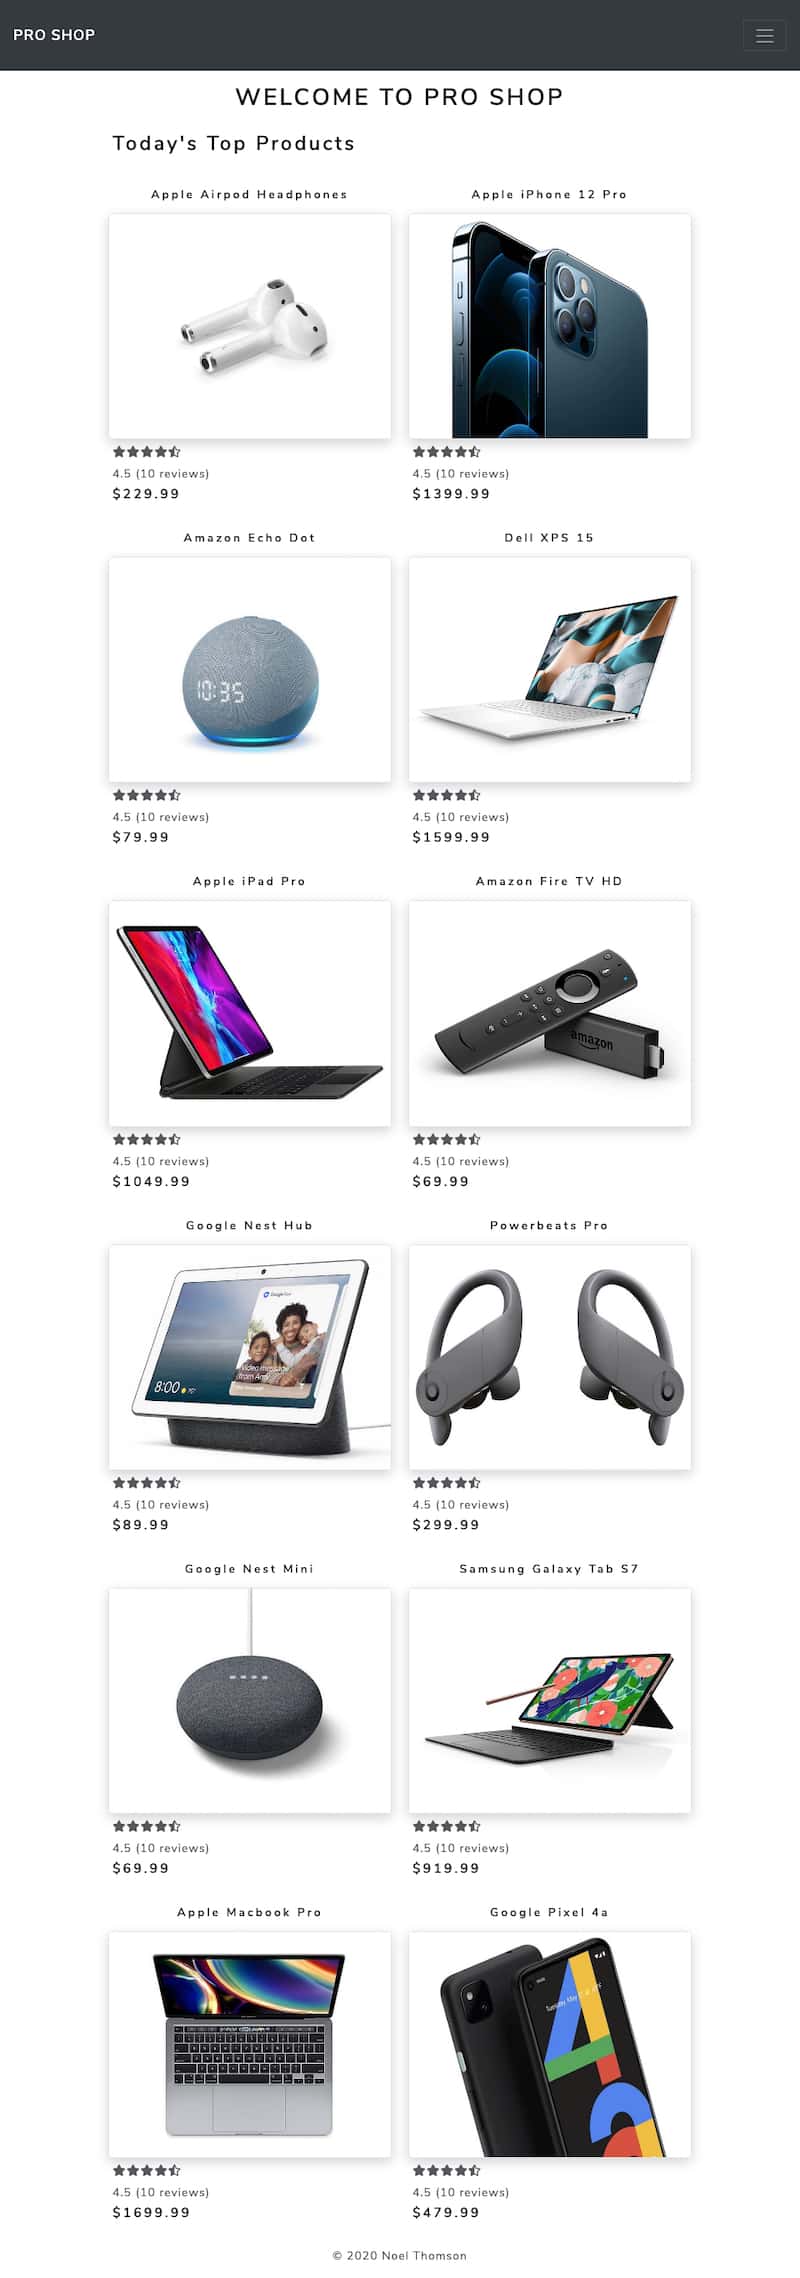 PRO SHOP
WELCOME TO PRO SHOP
Today's Top Products
Apple Airpod Headphones
4.5 (10 reviews)
$229.99
Apple iPhone 12 Pro
4.5 (10 reviews)
$1399.99
Amazon Echo Dot
10:35
4.5 (10 reviews)
$79.99
Dell XPS 15
4.5 (10 reviews)
$1599.99
Apple iPad Pro
4.5 (10 reviews)
$1049.99
Amazon Fire TV HD
amazon
4.5 (10 reviews)
$69.99
Google Nest Hub
Video message
from Amy
8:00
4.5 (10 reviews)
$89.99
Powerbeats Pro
4.5 (10 reviews)
$299.99
Google Nest Mini
4.5 (10 reviews)
$69.99
Samsung Galaxy Tab S7
4.5 (10 reviews)
$919.99
Apple Macbook Pro
4.5 (10 reviews)
$1699.99
Google Pixel 4a
Tuesday, May
4.5 (10 reviews)
$479.99
© 2020 Noel Thomson